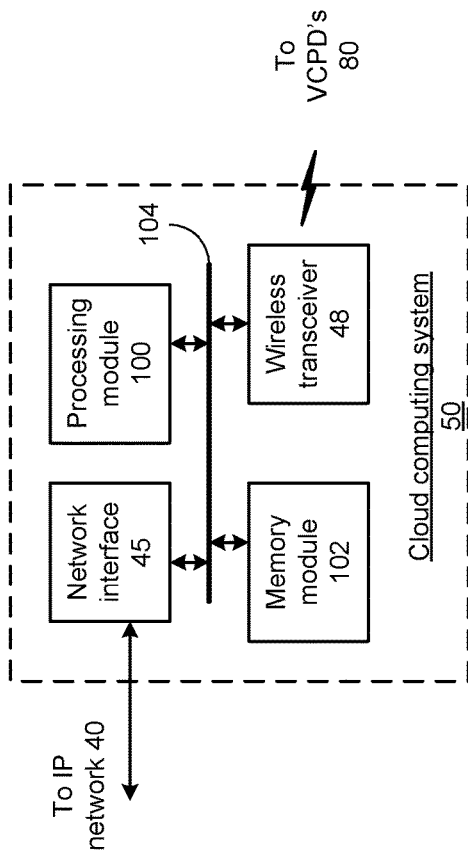 To IP
network 40
Network
interface
45
Processing
module
100
104
Memory
module
102
Wireless
transceiver
48
To
VCPD's
80
Cloud computing system
50